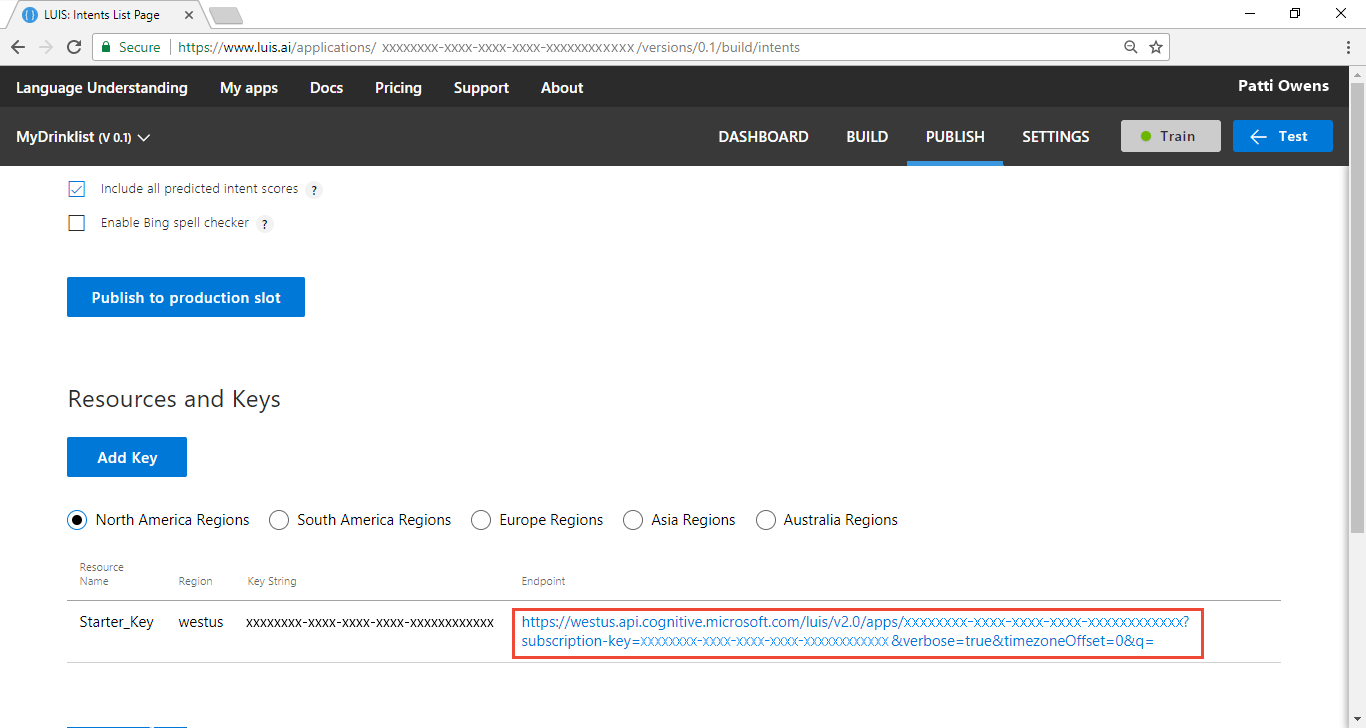 LUIS: Intents List Page
Secure https://www.luis.ai/applications/ xxxxxxxx-xxxx-xxxx-xxxx-xxxxxxxxxxxx/versions/0.1/build/intents
Language Understanding My apps Docs Pricing Support About Patti Owens
MyDrinklist (V 0.1) DASHBOARD BUILD PUBLISH SETTINGS Train Test
Include all predicted intent scores ?
Enable Bing spell checker ?
Publish to production slot
Resources and Keys
Add Key
North America Regions South America Regions Europe Regions Asia Regions Australia Regions
Resource
Name Region Key String Endpoint
Starter_Key westus xxxxxxxx-xxxx-xxxx-xxxx-xxxxxxxxxxxx https://westus.api.cognitive.microsoft.com/luis/v2.0/apps/xxxxxxxx-xxxx-xxxx-xxxx-xxxxxxxxxxxx?
subscription-key=xxxxxxxx-xxxx-xxxx-xxxx-xxxxxxxxxxxx&verbose=true&timezoneOffset=0&q=